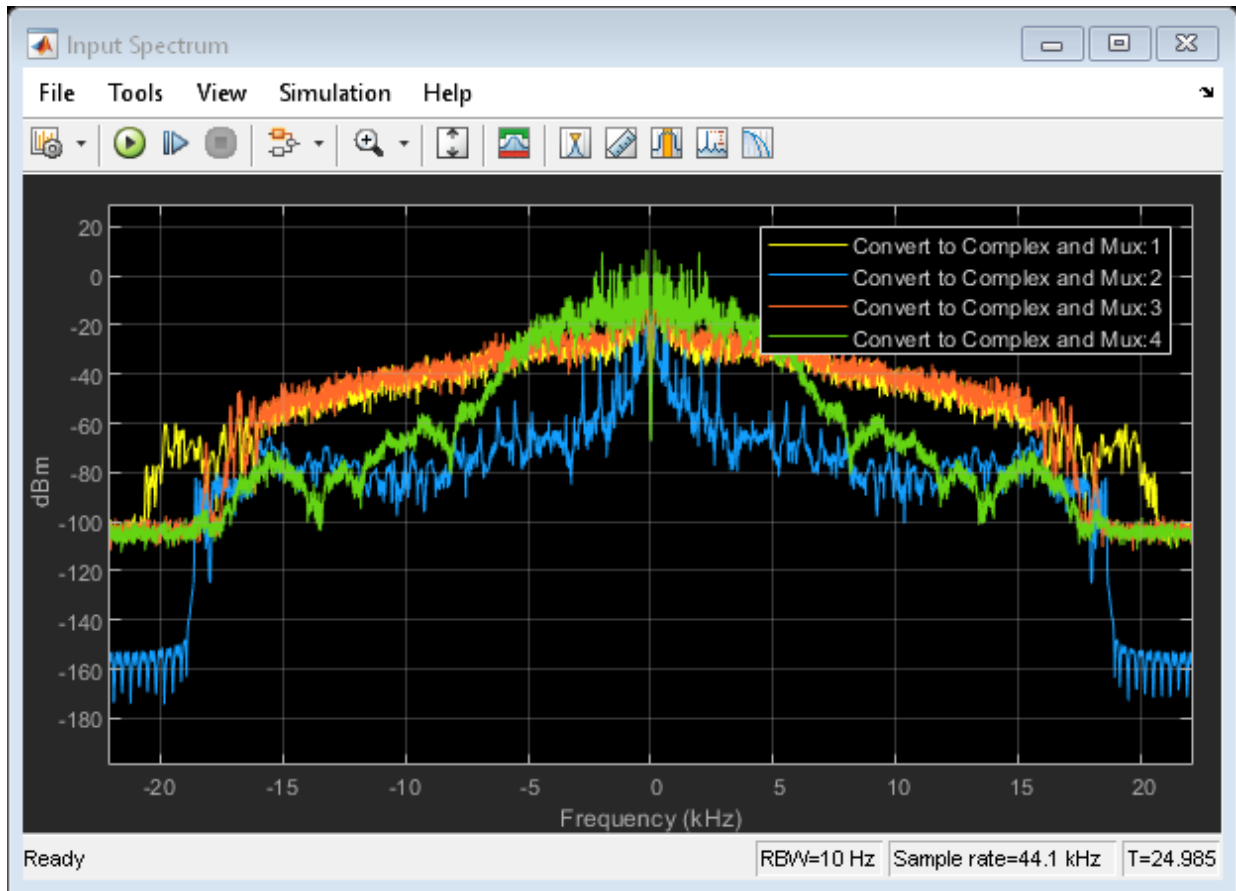 Input Spectrum
File Tools View Simulation Help
20
0
-20
-40
-60
-80
-100
-120
-140
-160
-180
dBm
Convert to Complex and Mux:1
Convert to Complex and Mux:2
Convert to Complex and Mux:3
Convert to Complex and Mux:4
-20 -15 -10 -5 0 5 10 15 20
Frequency (kHz)
Ready RBW=10 Hz Sample rate=44.1 kHz T=24.985